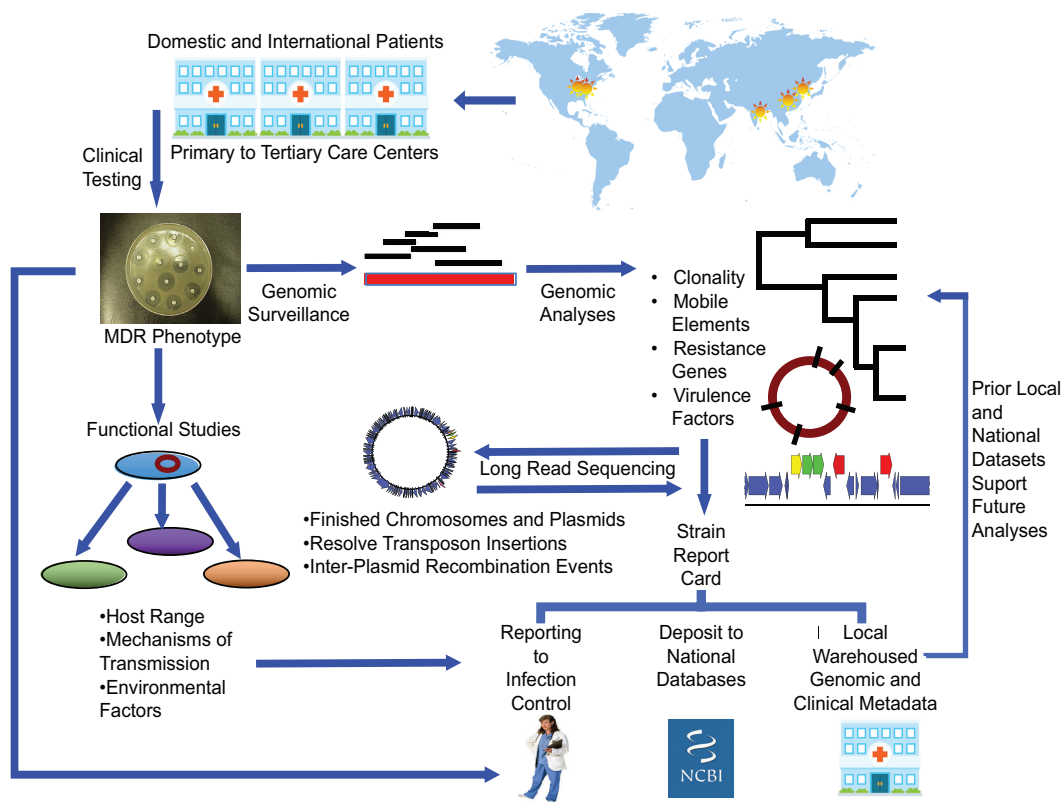 Domestic and International Patients
Primary to Tertiary Care Centers
Clinical
Testing
MDR Phenotype
Genomic
Surveillance
Genomic
Analyses
• Clonality
• Mobile
Elements
• Resistance
Genes
• Virulence
Factors
Prior Local
and
National
Datasets
Suport
Future
Analyses
Functional Studies
Long Read Sequencing
•Finished Chromosomes and Plasmids
•Resolve Transposon Insertions
•Inter-Plasmid Recombination Events
Strain
Report
Card
•Host Range
•Mechanisms of
Transmission
•Environmental
Factors
Reporting
to
Infection
Control
Deposit to
National
Databases
Local
Warehoused
Genomic and
Clinical Metadata
NCBI